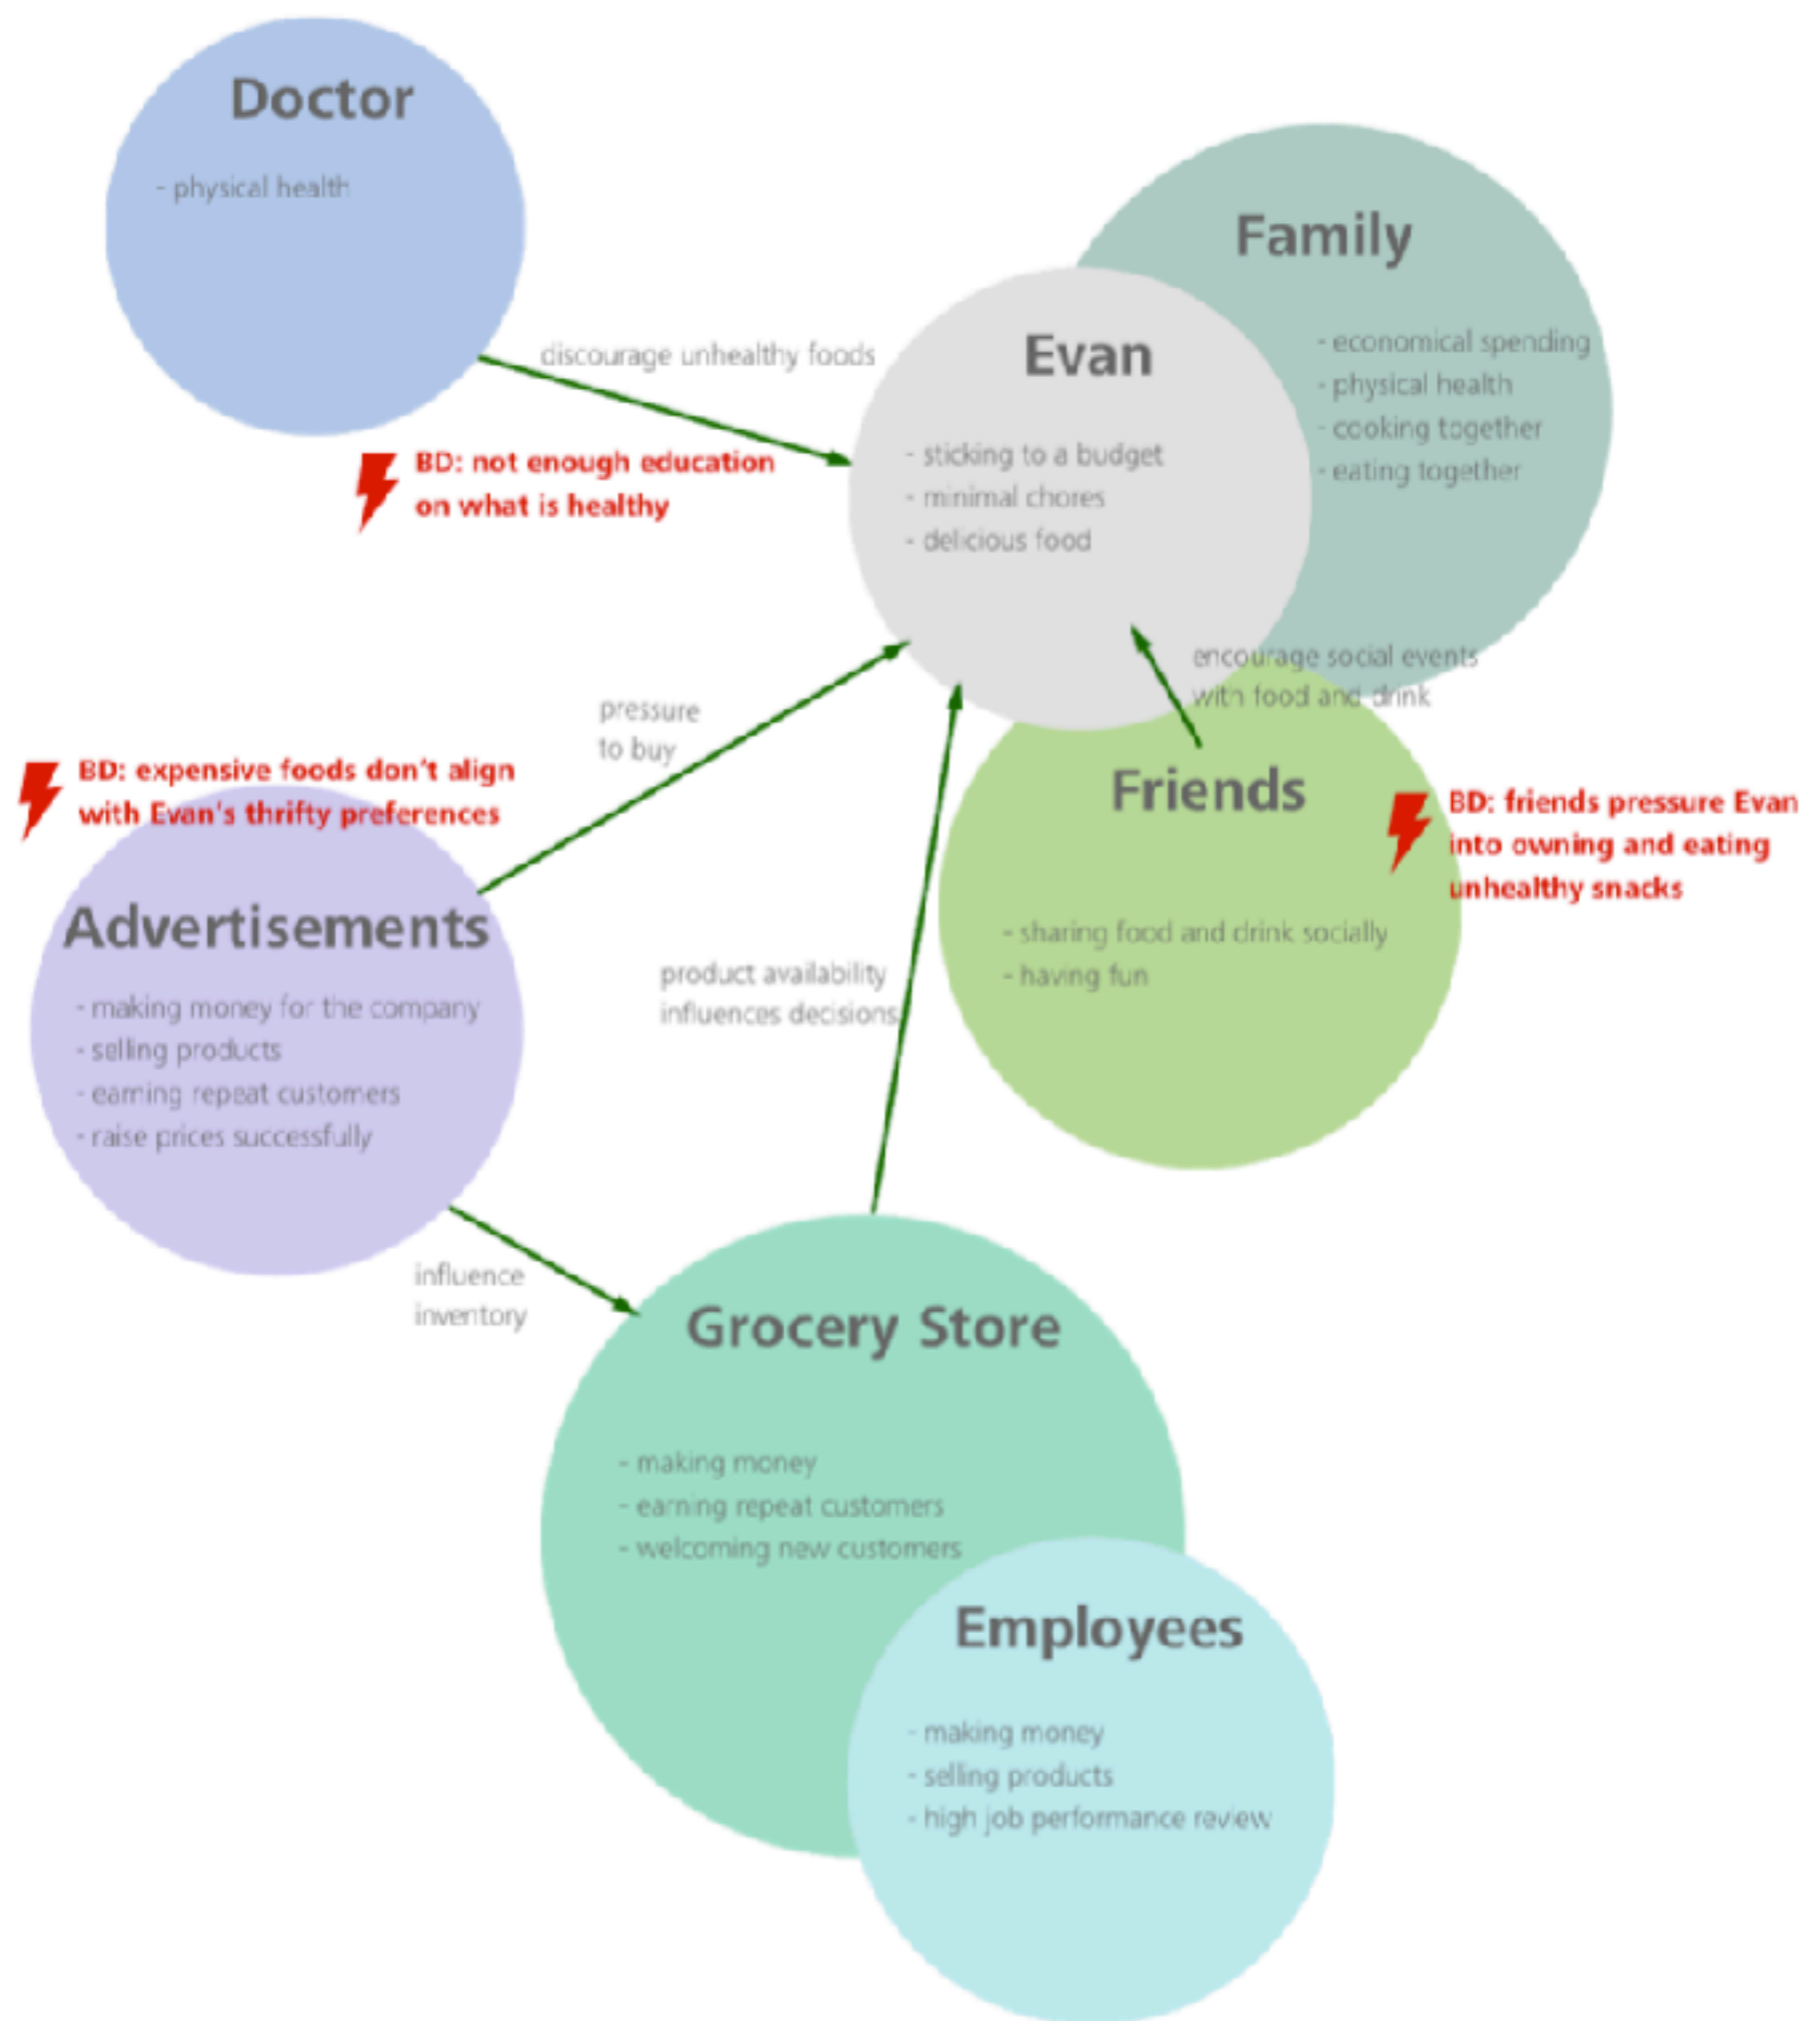 Doctor
- physical health
Family
- economical spending
- physical health
- cooking together
- eating together
discourage unhealthy foods
Evan
- sticking to a budget
- minimal chores
- delicious food
BD: not enough education
on what is healthy
encourage social events
with food and drink
pressure
to buy
BD: expensive foods don't align
with Evan's thrifty preferences
Friends
- sharing food and drink socially
- having fun
BD: friends pressure Evan
into owning and eating
unhealthy snacks
Advertisements
- making money for the company
- selling products
- earning repeat customers
- raise prices successfully
product availability
influences decisions
influence
inventory
Grocery Store
- making money
- earning repeat customers
- welcoming new customers
Employees
- making money
- selling products
- high job performance review